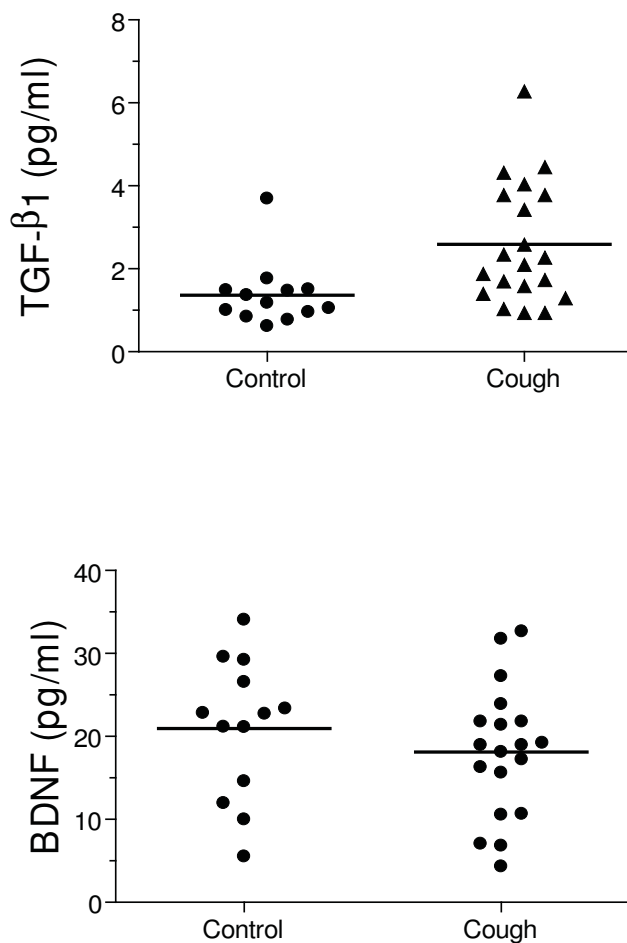 TGF-β1 (pg/ml)
8
6
4
2
0
Control Cough
BDNF (pg/ml)
40
30
20
10
0
Control Cough